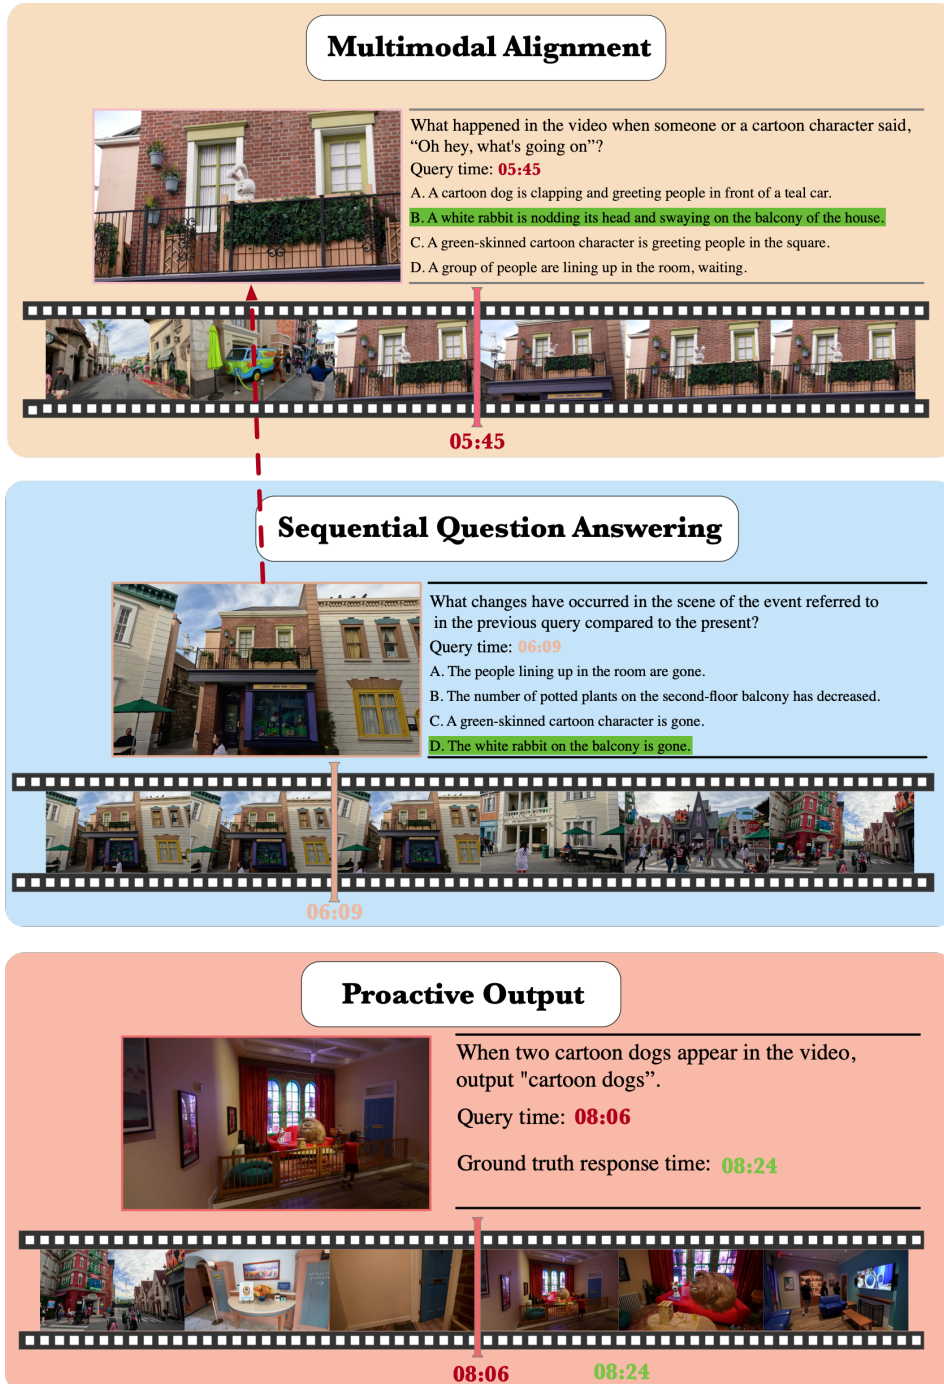 Multimodal Alignment
What happened in the video when someone or a cartoon character said,
“Oh hey, what's going on”?
Query time: 05:45
A. A cartoon dog is clapping and greeting people in front of a teal car.
B. A white rabbit is nodding its head and swaying on the balcony of the house.
C. A green-skinned cartoon character is greeting people in the square.
D. A group of people are lining up in the room, waiting.
05:45
Sequential Question Answering
What changes have occurred in the scene of the event referred to
in the previous query compared to the present?
Query time: 06:09
A. The people lining up in the room are gone.
B. The number of potted plants on the second-floor balcony has decreased.
C. A green-skinned cartoon character is gone.
D. The white rabbit on the balcony is gone.
06:09
Proactive Output
When two cartoon dogs appear in the video,
output "cartoon dogs”.
Query time: 08:06
Ground truth response time: 08:24
08:06
08:24